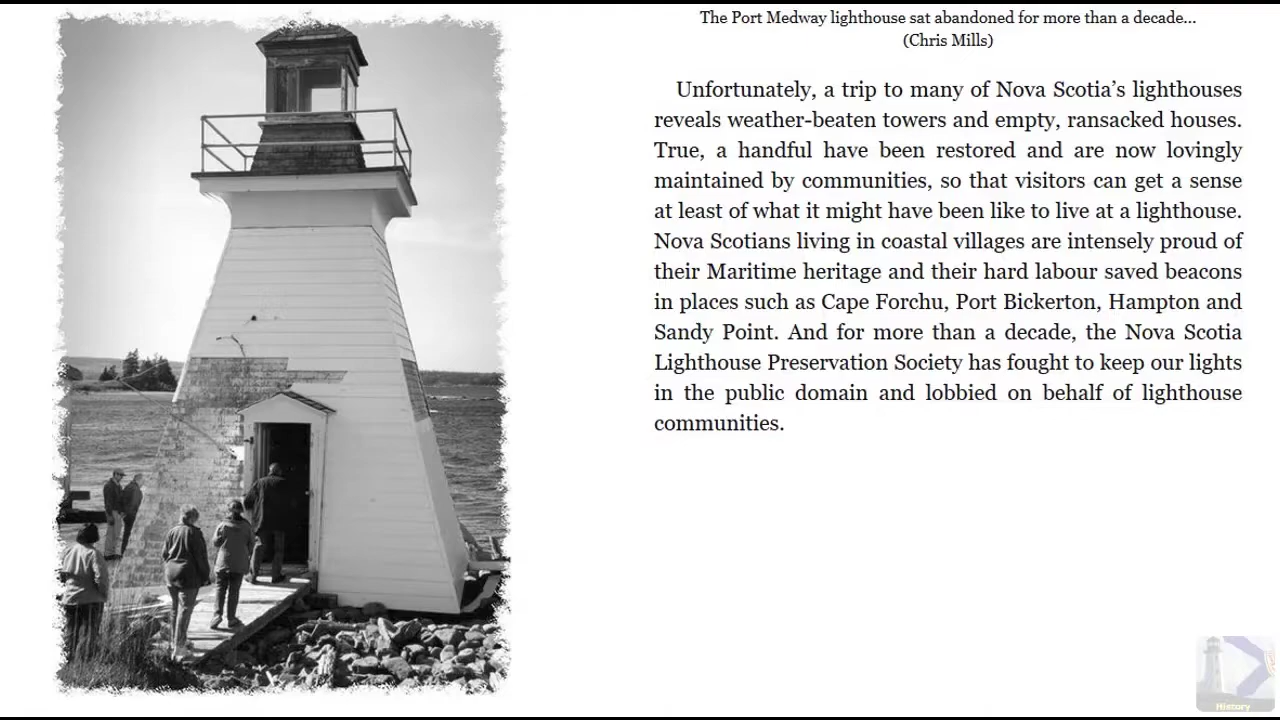 The Port Medway lighthouse sat abandoned for more than a decade...
(Chris Mills)
Unfortunately, a trip to many of Nova Scotia’s lighthouses
reveals weather-beaten towers and empty, ransacked houses.
True, a handful have been restored and are now lovingly
maintained by communities, so that visitors can get a sense
at least of what it might have been like to live at a lighthouse.
Nova Scotians living in coastal villages are intensely proud of
their Maritime heritage and their hard labour saved beacons
in places such as Cape Forchu, Port Bickerton, Hampton and
Sandy Point. And for more than a decade, the Nova Scotia
Lighthouse Preservation Society has fought to keep our lights
in the public domain and lobbied on behalf of lighthouse
communities.
History